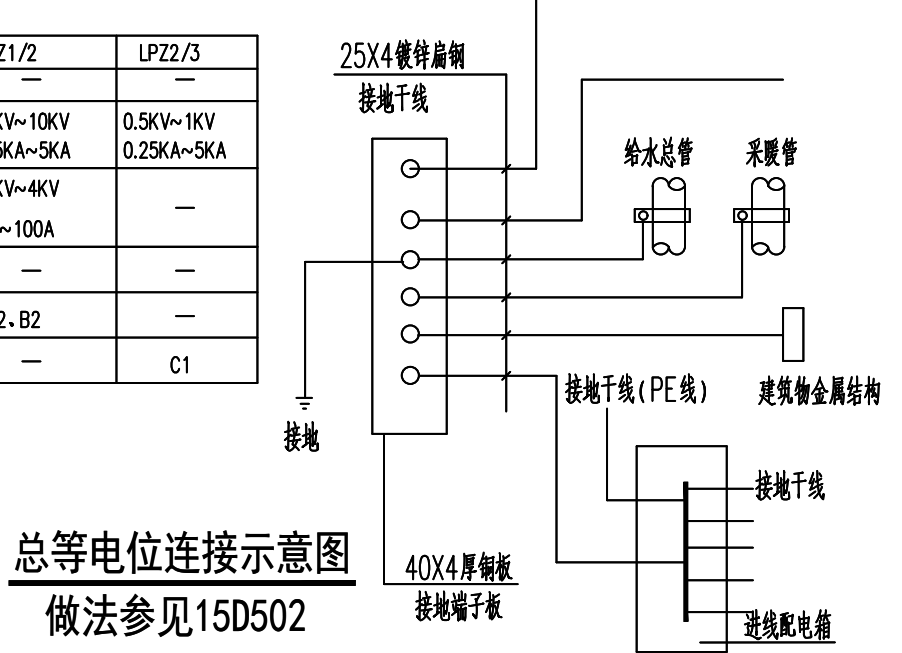 Z1/2 LPZ2/3
— —
KV~10KV 0.5KV~1KV
5KA~5KA 0.25KA~5KA
KV~4KV —
~100A
— —
2、B2 —
— C1
25X4镀锌扁钢
接地干线
给水总管 采暖管
接地干线(PE线)
建筑物金属结构
接地
接地干线
总等电位连接示意图
做法参见15D502
40X4厚铜板
接地端子板
进线配电箱